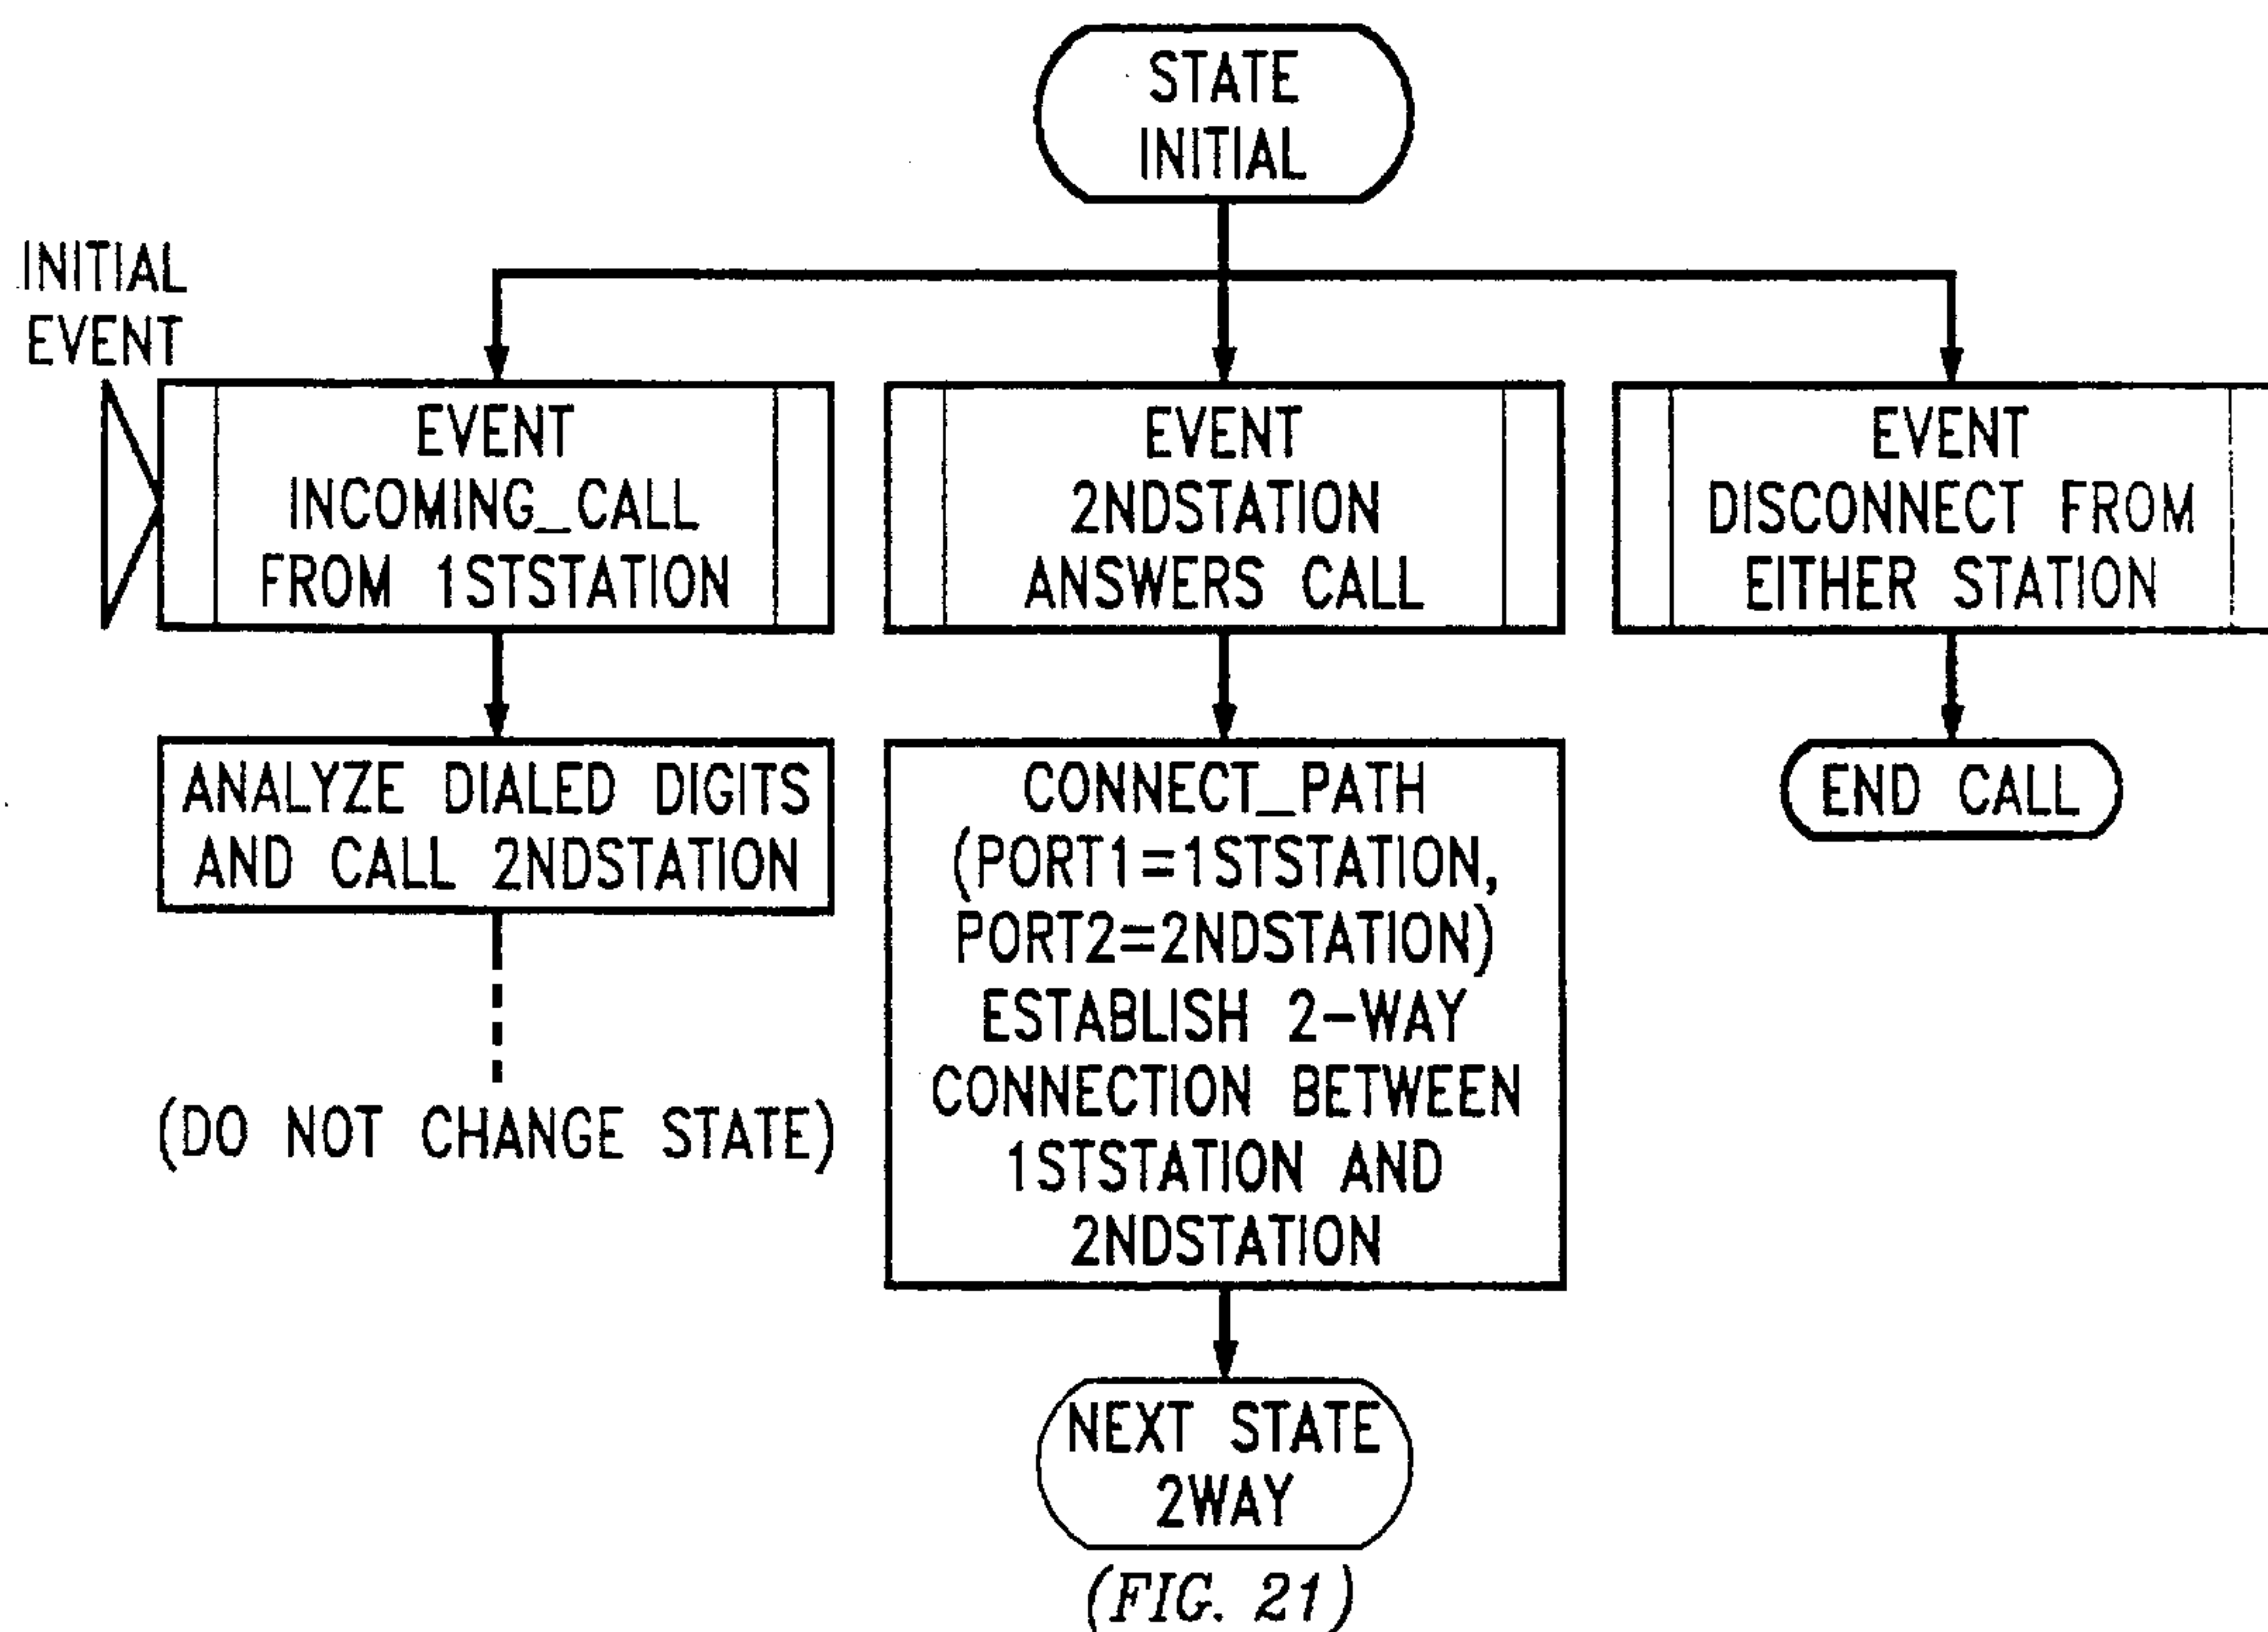 STATE
INITIAL
INITIAL
EVENT
EVENT
INCOMING_CALL
FROM 1STSTATION
EVENT
2NDSTATION
ANSWERS CALL
EVENT
DISCONNECT FROM
EITHER STATION
ANALYZE DIALED DIGITS
AND CALL 2NDSTATION
(DO NOT CHANGE STATE)
CONNECT_PATH
(PORT1=1STSTATION,
PORT2=2NDSTATION)
ESTABLISH 2-WAY
CONNECTION BETWEEN
1STSTATION AND
2NDSTATION
END CALL
NEXT STATE
2WAY
(FIG. 21)